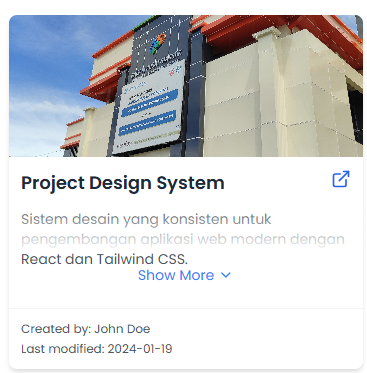 Project Design System
Sistem desain yang konsisten untuk
pengembangan aplikasi web modern dengan
React dan Tailwind CSS.
Show More
Created by: John Doe
Last modified: 2024-01-19